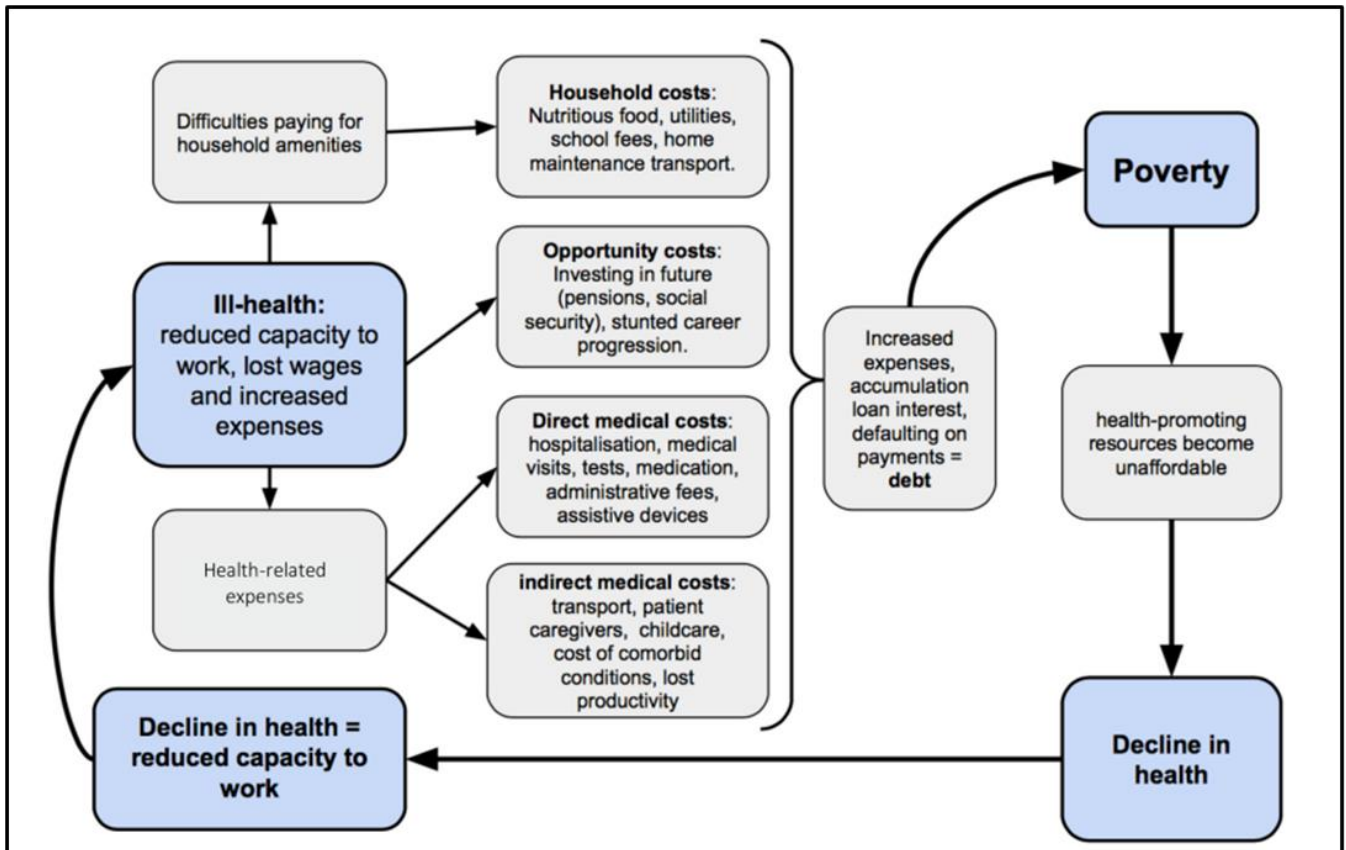 Difficulties paying for
household amenities
Household costs:
Nutritious food, utilities,
school fees, home
maintenance transport.
Poverty
Ill-health:
reduced capacity to
work, lost wages
and increased
expenses
Opportunity costs:
Investing in future
(pensions, social
security), stunted career
progression.
Increased
expenses,
accumulation
loan interest,
defaulting on
payments =
debt
health-promoting
resources become
unaffordable
Direct medical costs:
hospitalisation, medical
visits, tests, medication,
administrative fees,
assistive devices
Health-related
expenses
indirect medical costs:
transport, patient
caregivers, childcare,
cost of comorbid
conditions, lost
productivity
Decline in health =
reduced capacity to
work
Decline in
health